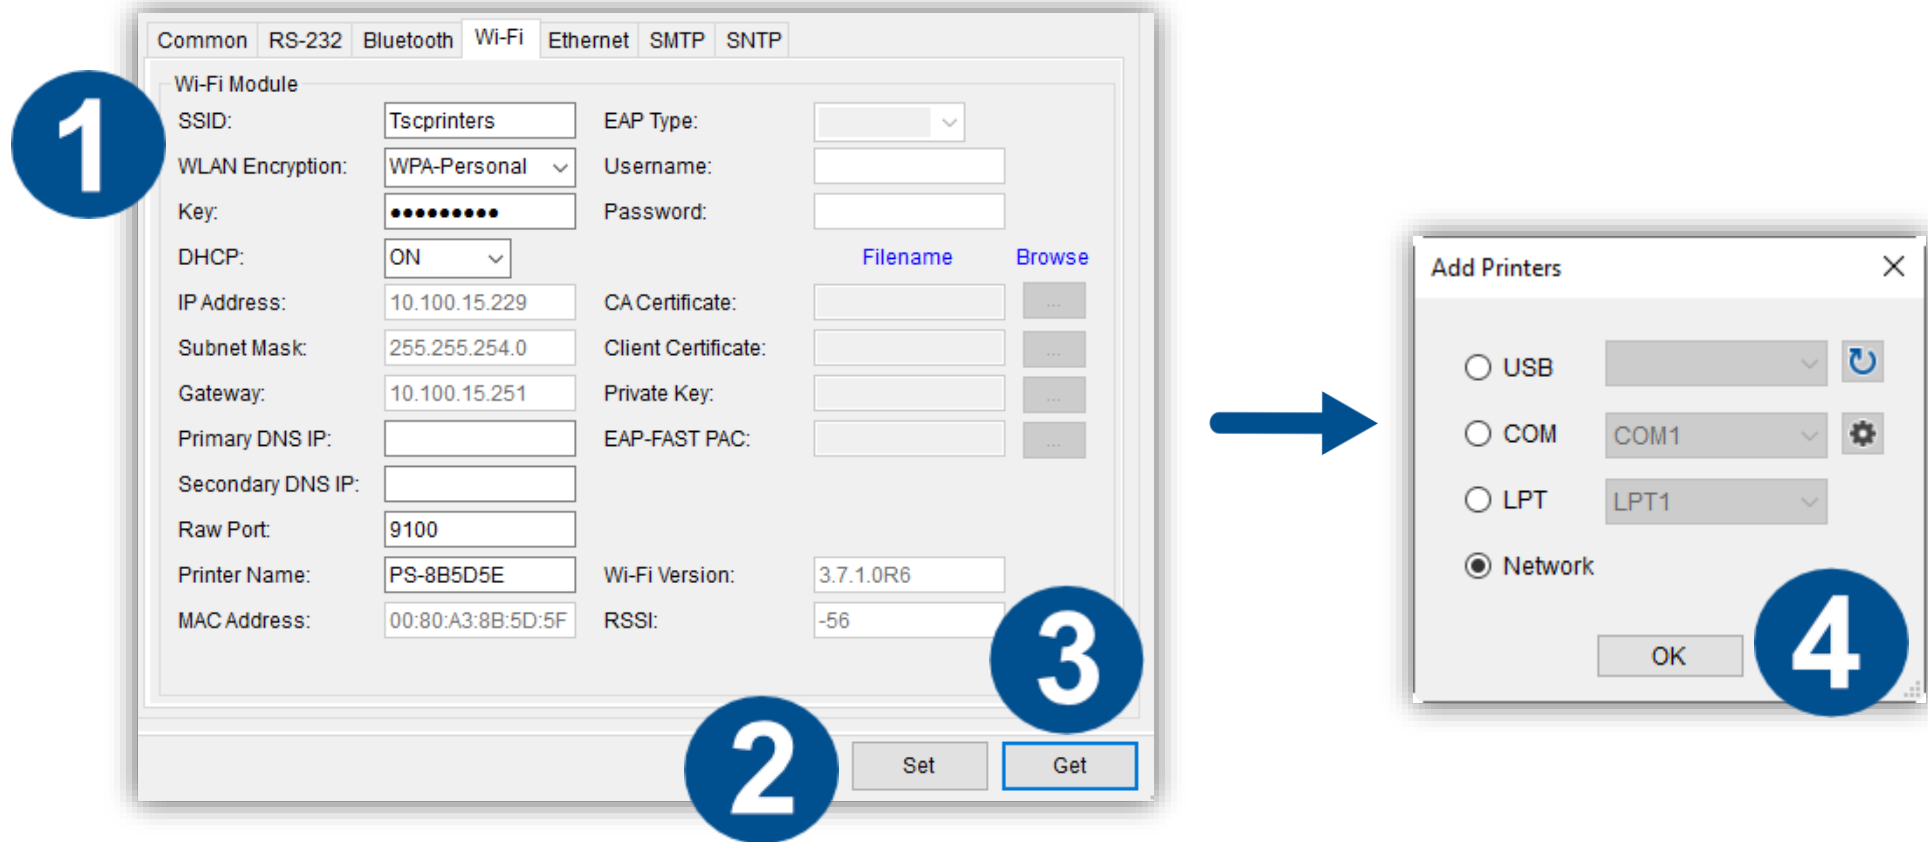 Common RS-232 Bluetooth Wi-Fi Ethernet SMTP SNTP
Wi-Fi Module
1
SSID: Tscprinters EAP Type:
WLAN Encryption: WPA-Personal Username:
Key: ●●●●●●●●● Password:
DHCP: ON Filename Browse
IP Address: 10.100.15.229 CA Certificate: ...
Subnet Mask: 255.255.254.0 Client Certificate: ...
Gateway: 10.100.15.251 Private Key: ...
Primary DNS IP: EAP-FAST PAC: ...
Secondary DNS IP:
Raw Port: 9100
Printer Name: PS-8B5D5E Wi-Fi Version: 3.7.1.0R6
MAC Address: 00:80:A3:8B:5D:5F RSSI: -56
3
2
Set Get
Add Printers
USB
COM COM1
LPT LPT1
Network
OK
4